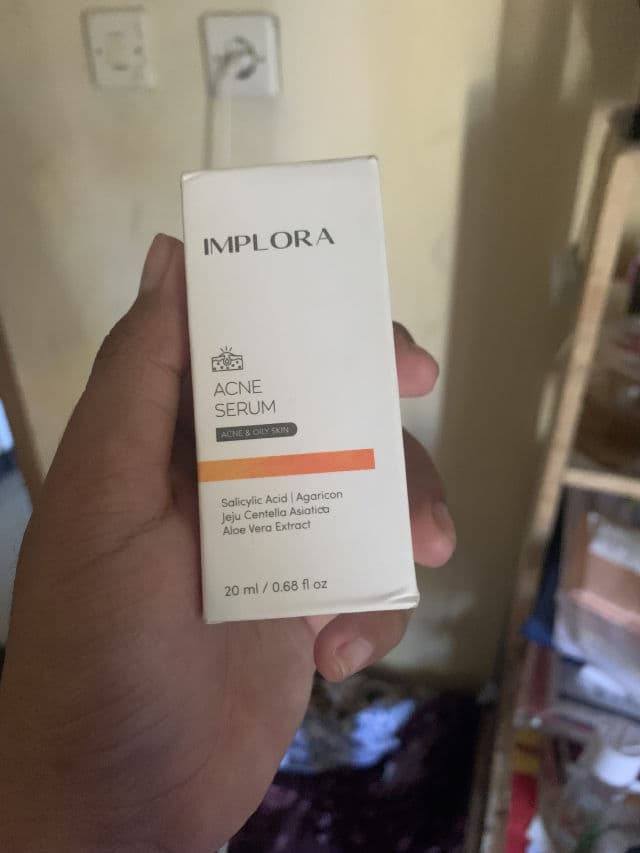 IMPLORA
ACNE
SERUM
ACNE & OILY SKIN
Salicylic Acid | Agaricon
Jeju Centella Asiatica
Aloe Vera Extract
20 ml / 0.68 fl oz